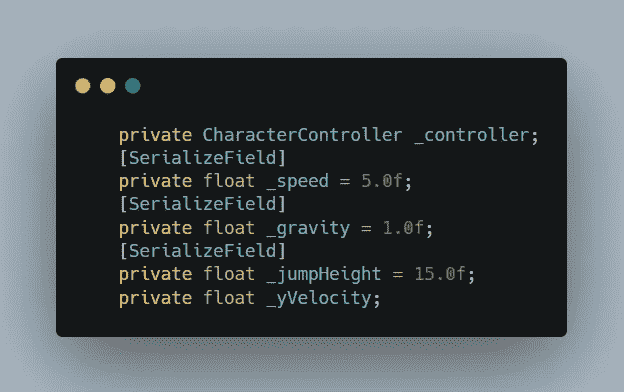 private CharacterController _controller;
[SerializeField]
private float _speed = 5.0f;
[SerializeField]
private float _gravity = 1.0f;
[SerializeField]
private float _jumpHeight = 15.0f;
private float _yVelocity;